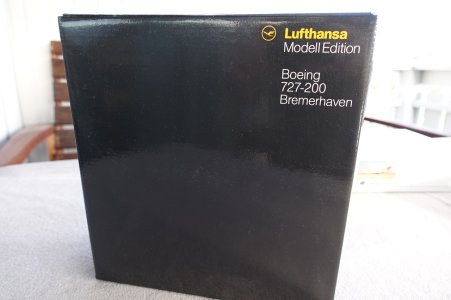 Lufthansa
Modell Edition
Boeing
727-200
Bremerhaven